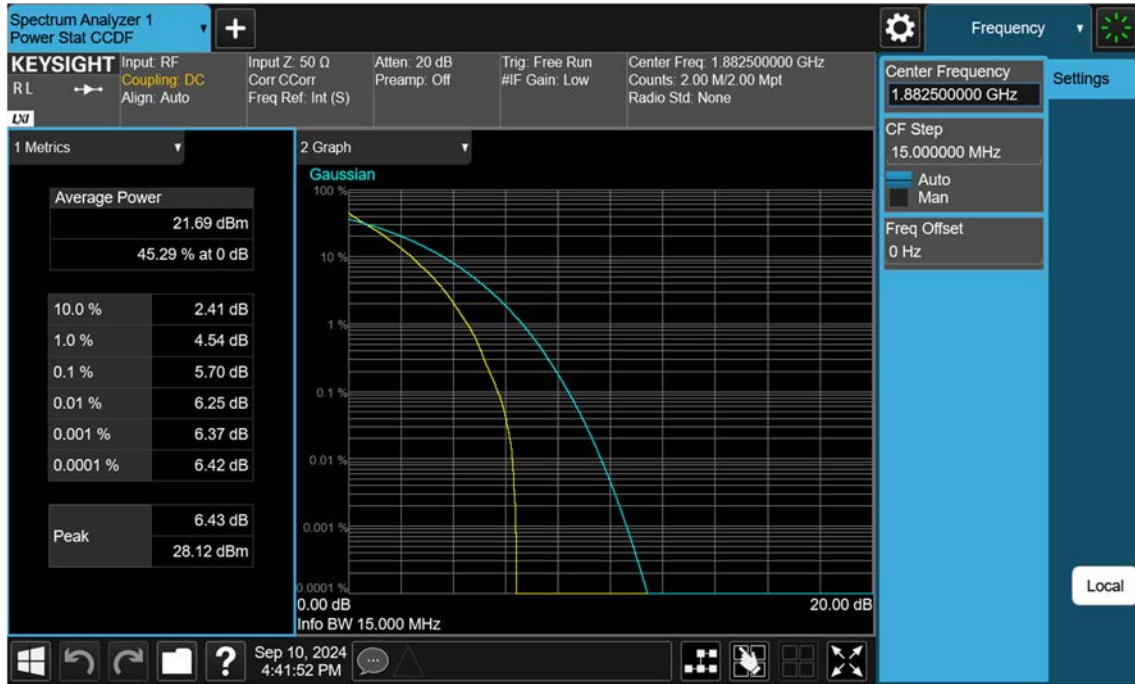 Spectrum Analyzer 1
Power Stat CCDF
+
Frequency
KEYSIGHT
R L
LXI
Input: RF
Coupling: DC
Align: Auto
Input Z: 50 Ω
Corr CCorr
Freq Ref: Int (S)
Atten: 20 dB
Preamp: Off
Trig: Free Run
#IF Gain: Low
Center Freq: 1.882500000 GHz
Counts: 2.00 M/2.00 Mpt
Radio Std: None
Center Frequency
1.882500000 GHz
Settings
CF Step
15.000000 MHz
Auto
Man
Freq Offset
0 Hz
1 Metrics
Average Power
21.69 dBm
45.29 % at 0 dB
10.0 % 2.41 dB
1.0 % 4.54 dB
0.1 % 5.70 dB
0.01 % 6.25 dB
0.001 % 6.37 dB
0.0001 % 6.42 dB
Peak
6.43 dB
28.12 dBm
2 Graph
Gaussian
100 %
10 %
1 %
0.1 %
0.01 %
0.001 %
0.0001 %
0.00 dB
20.00 dB
Info BW 15.000 MHz
Local
?
Sep 10, 2024
4:41:52 PM